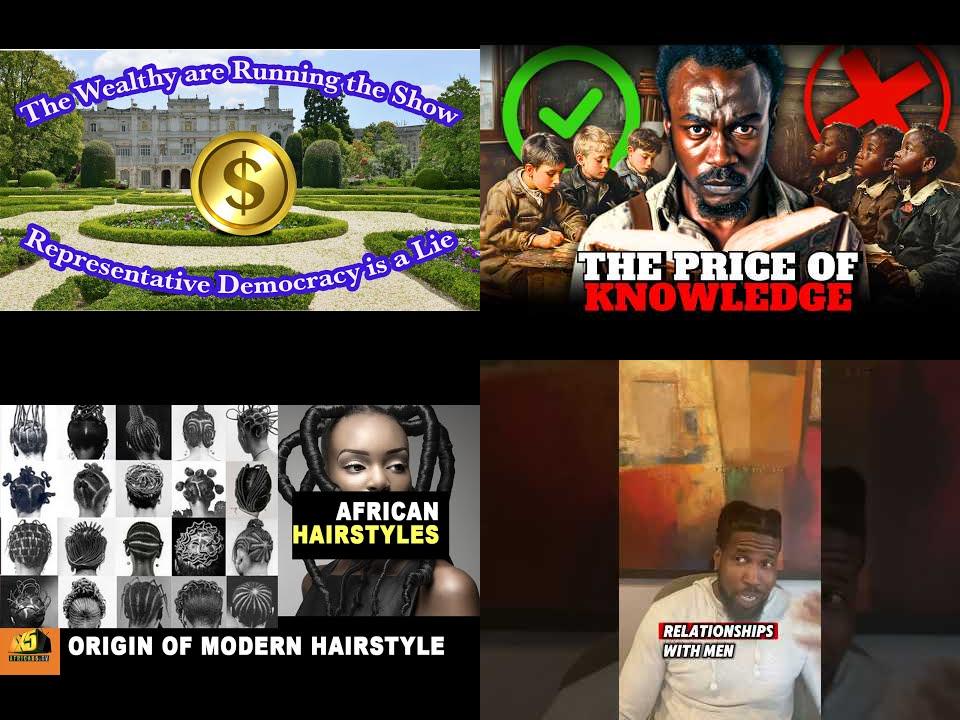 The Wealthy are Running the Show
$
Representative Democracy is a Lie
THE PRICE OF
KNOWLEDGE
AFRICAN
HAIRSTYLES
ORIGIN OF MODERN HAIRSTYLE
RELATIONSHIPS
WITH MEN